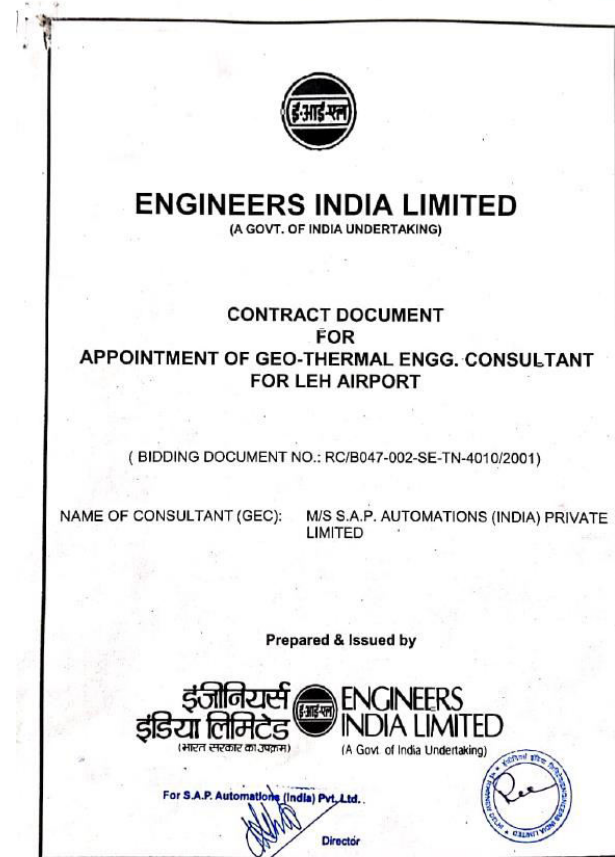 ई·आई·एल
ENGINEERS INDIA LIMITED
(A GOVT. OF INDIA UNDERTAKING)
CONTRACT DOCUMENT
FOR
APPOINTMENT OF GEO-THERMAL ENGG. CONSULTANT
FOR LEH AIRPORT
( BIDDING DOCUMENT NO.: RC/B047-002-SE-TN-4010/2001)
NAME OF CONSULTANT (GEC): M/S S.A.P. AUTOMATIONS (INDIA) PRIVATE
LIMITED
Prepared & Issued by
इंजीनियर्स ENGINEERS
इंडिया लिमिटेड ई·आई·एल INDIA LIMITED
(भारत सरकार का उपक्रम) (A Govt. of India Undertaking)
For S.A.P. Automations (India) Pvt. Ltd.
Director